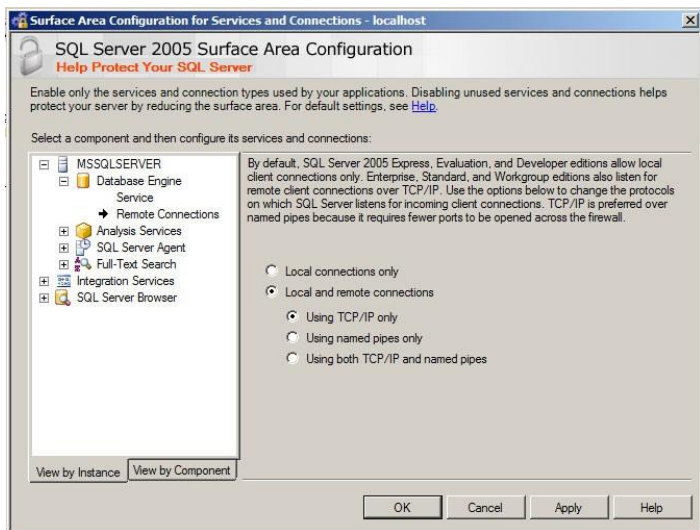 Surface Area Configuration for Services and Connections - localhost
SQL Server 2005 Surface Area Configuration
Help Protect Your SQL Server
Enable only the services and connection types used by your applications. Disabling unused services and connections helps
protect your server by reducing the surface area. For default settings, see Help.
Select a component and then configure its services and connections:
MSSQLSERVER
Database Engine
Service
Remote Connections
Analysis Services
SQL Server Agent
Full-Text Search
Integration Services
SQL Server Browser
View by Instance
View by Component
By default, SQL Server 2005 Express, Evaluation, and Developer editions allow local
client connections only. Enterprise, Standard, and Workgroup editions also listen for
remote client connections over TCP/IP. Use the options below to change the protocols
on which SQL Server listens for incoming client connections. TCP/IP is preferred over
named pipes because it requires fewer ports to be opened across the firewall.
Local connections only
Local and remote connections
Using TCP/IP only
Using named pipes only
Using both TCP/IP and named pipes
OK
Cancel
Apply
Help